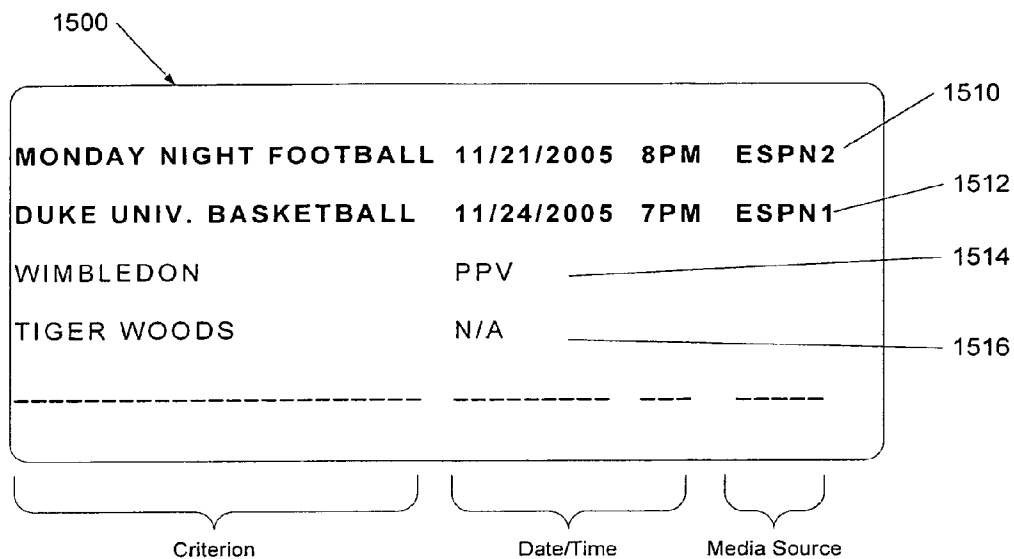 1500
1510
MONDAY NIGHT FOOTBALL 11/21/2005 8PM ESPN2
1512
DUKE UNIV. BASKETBALL 11/24/2005 7PM ESPN1
1514
WIMBLEDON PPV
TIGER WOODS N/A
1516
Criterion Date/Time Media Source